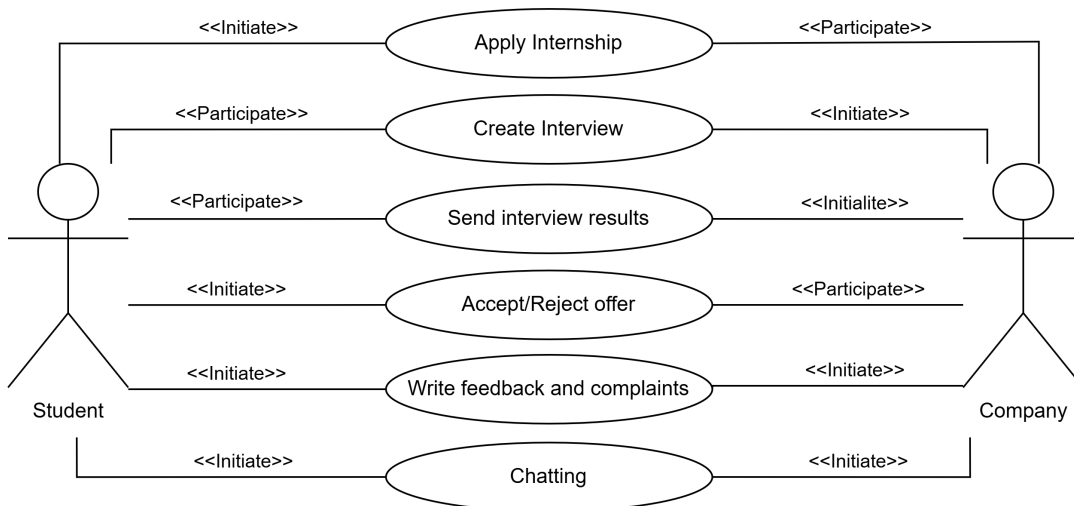 <<Initiate>>
<<Participate>>
Apply Internship
<<Participate>>
<<Initiate>>
Create Interview
<<Participate>>
<<Initialite>>
Send interview results
<<Initiate>>
<<Participate>>
Accept/Reject offer
<<Initiate>>
<<Initiate>>
Write feedback and complaints
Student
Company
<<Initiate>>
<<Initiate>>
Chatting